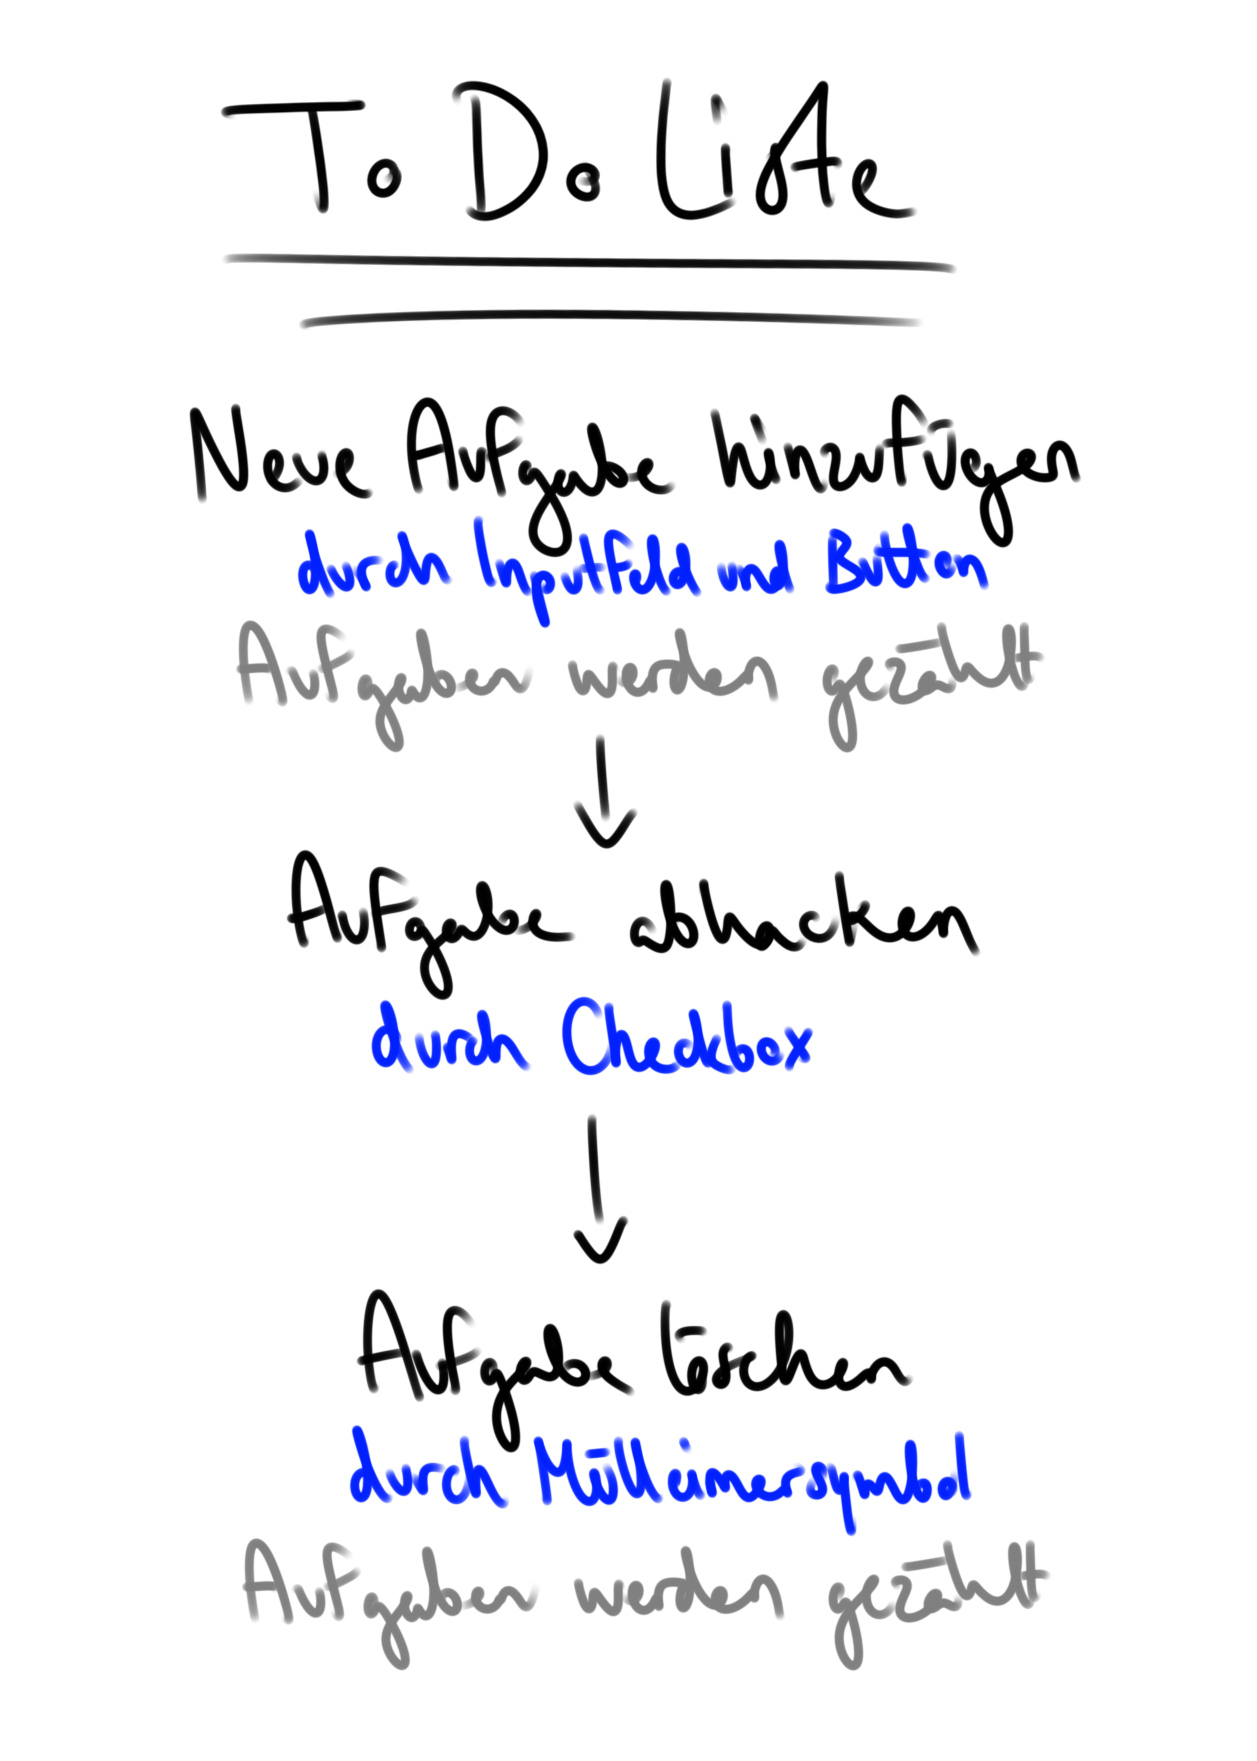 To Do Liste
Neue Aufgabe hinzufügen
durch Inputfeld und Button
Aufgaben werden gezählt
Aufgabe abhacken
durch Checkbox
Aufgabe löschen
durch Mülleimersymbol
Aufgaben werden gezählt